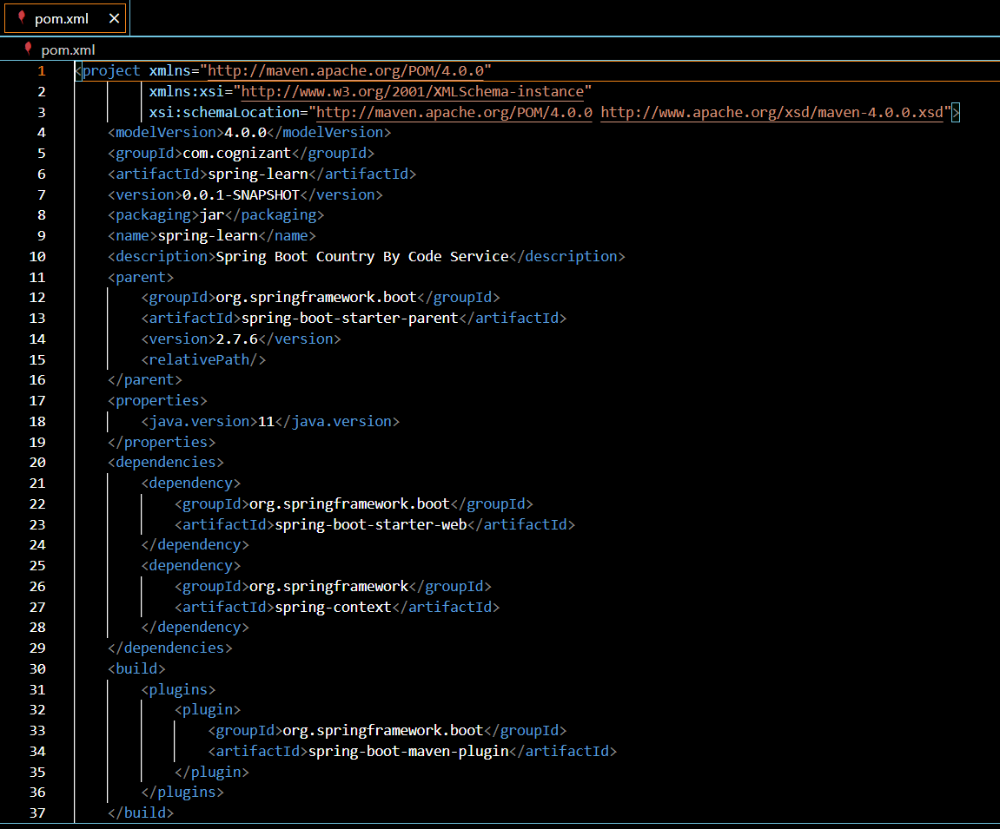 pom.xml
pom.xml
1 <project xmlns="http://maven.apache.org/POM/4.0.0"
2 xmlns:xsi="http://www.w3.org/2001/XMLSchema-instance"
3 xsi:schemaLocation="http://maven.apache.org/POM/4.0.0 http://www.apache.org/xsd/maven-4.0.0.xsd">
4 <modelVersion>4.0.0</modelVersion>
5 <groupId>com.cognizant</groupId>
6 <artifactId>spring-learn</artifactId>
7 <version>0.0.1-SNAPSHOT</version>
8 <packaging>jar</packaging>
9 <name>spring-learn</name>
10 <description>Spring Boot Country By Code Service</description>
11 <parent>
12 <groupId>org.springframework.boot</groupId>
13 <artifactId>spring-boot-starter-parent</artifactId>
14 <version>2.7.6</version>
15 <relativePath/>
16 </parent>
17 <properties>
18 <java.version>11</java.version>
19 </properties>
20 <dependencies>
21 <dependency>
22 <groupId>org.springframework.boot</groupId>
23 <artifactId>spring-boot-starter-web</artifactId>
24 </dependency>
25 <dependency>
26 <groupId>org.springframework</groupId>
27 <artifactId>spring-context</artifactId>
28 </dependency>
29 </dependencies>
30 <build>
31 <plugins>
32 <plugin>
33 <groupId>org.springframework.boot</groupId>
34 <artifactId>spring-boot-maven-plugin</artifactId>
35 </plugin>
36 </plugins>
37 </build>